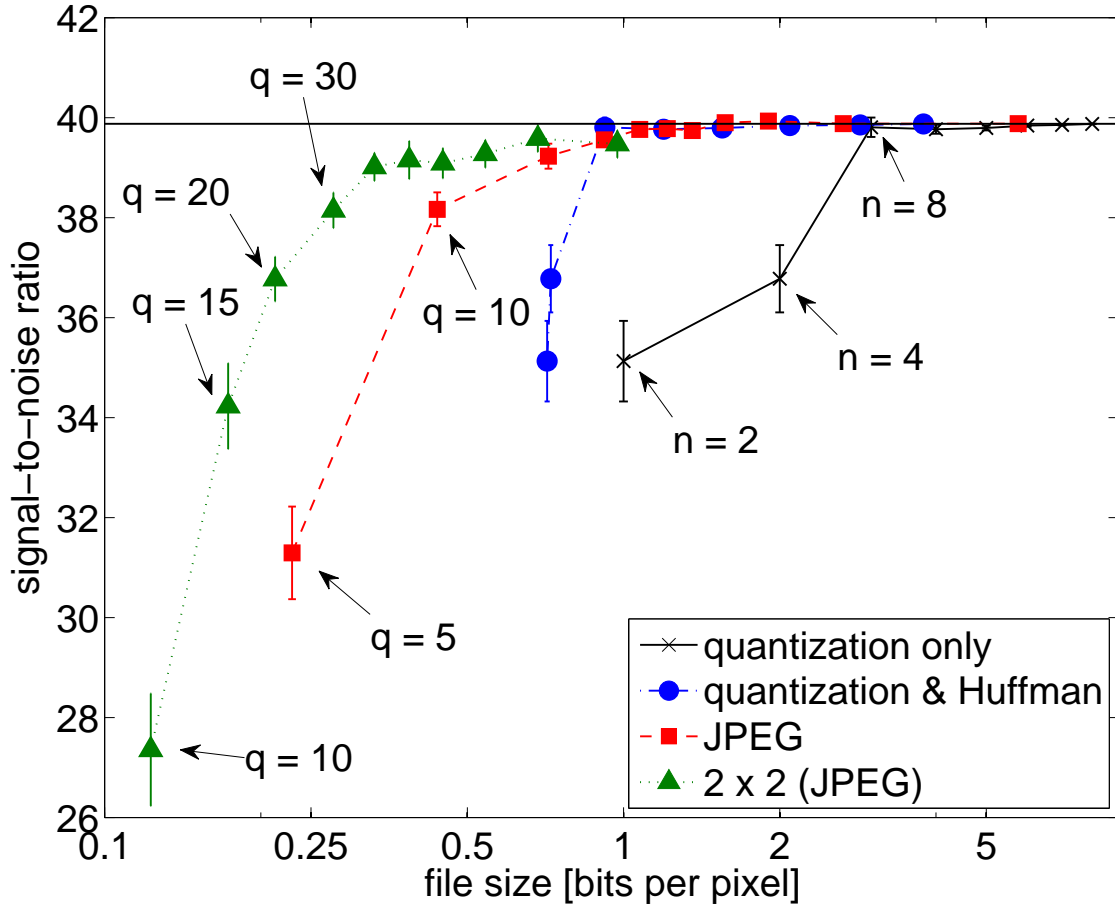 42
40
38
36
34
32
30
28
26
signal−to−noise ratio
q = 30
q = 20
q = 15
q = 10
n = 8
n = 4
n = 2
q = 5
q = 10
quantization only
quantization & Huffman
JPEG
2 x 2 (JPEG)
0.1
0.25
0.5
1
2
5
file size [bits per pixel]